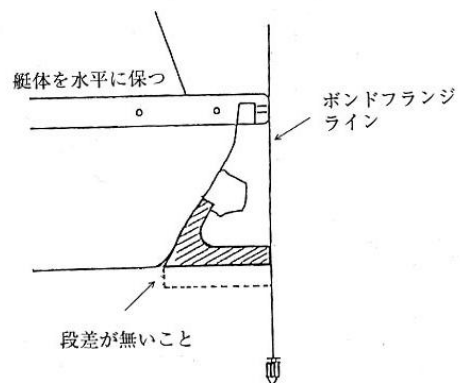 艇体を水平に保つ
ボンドフランジ
ライン
段差が無いこと